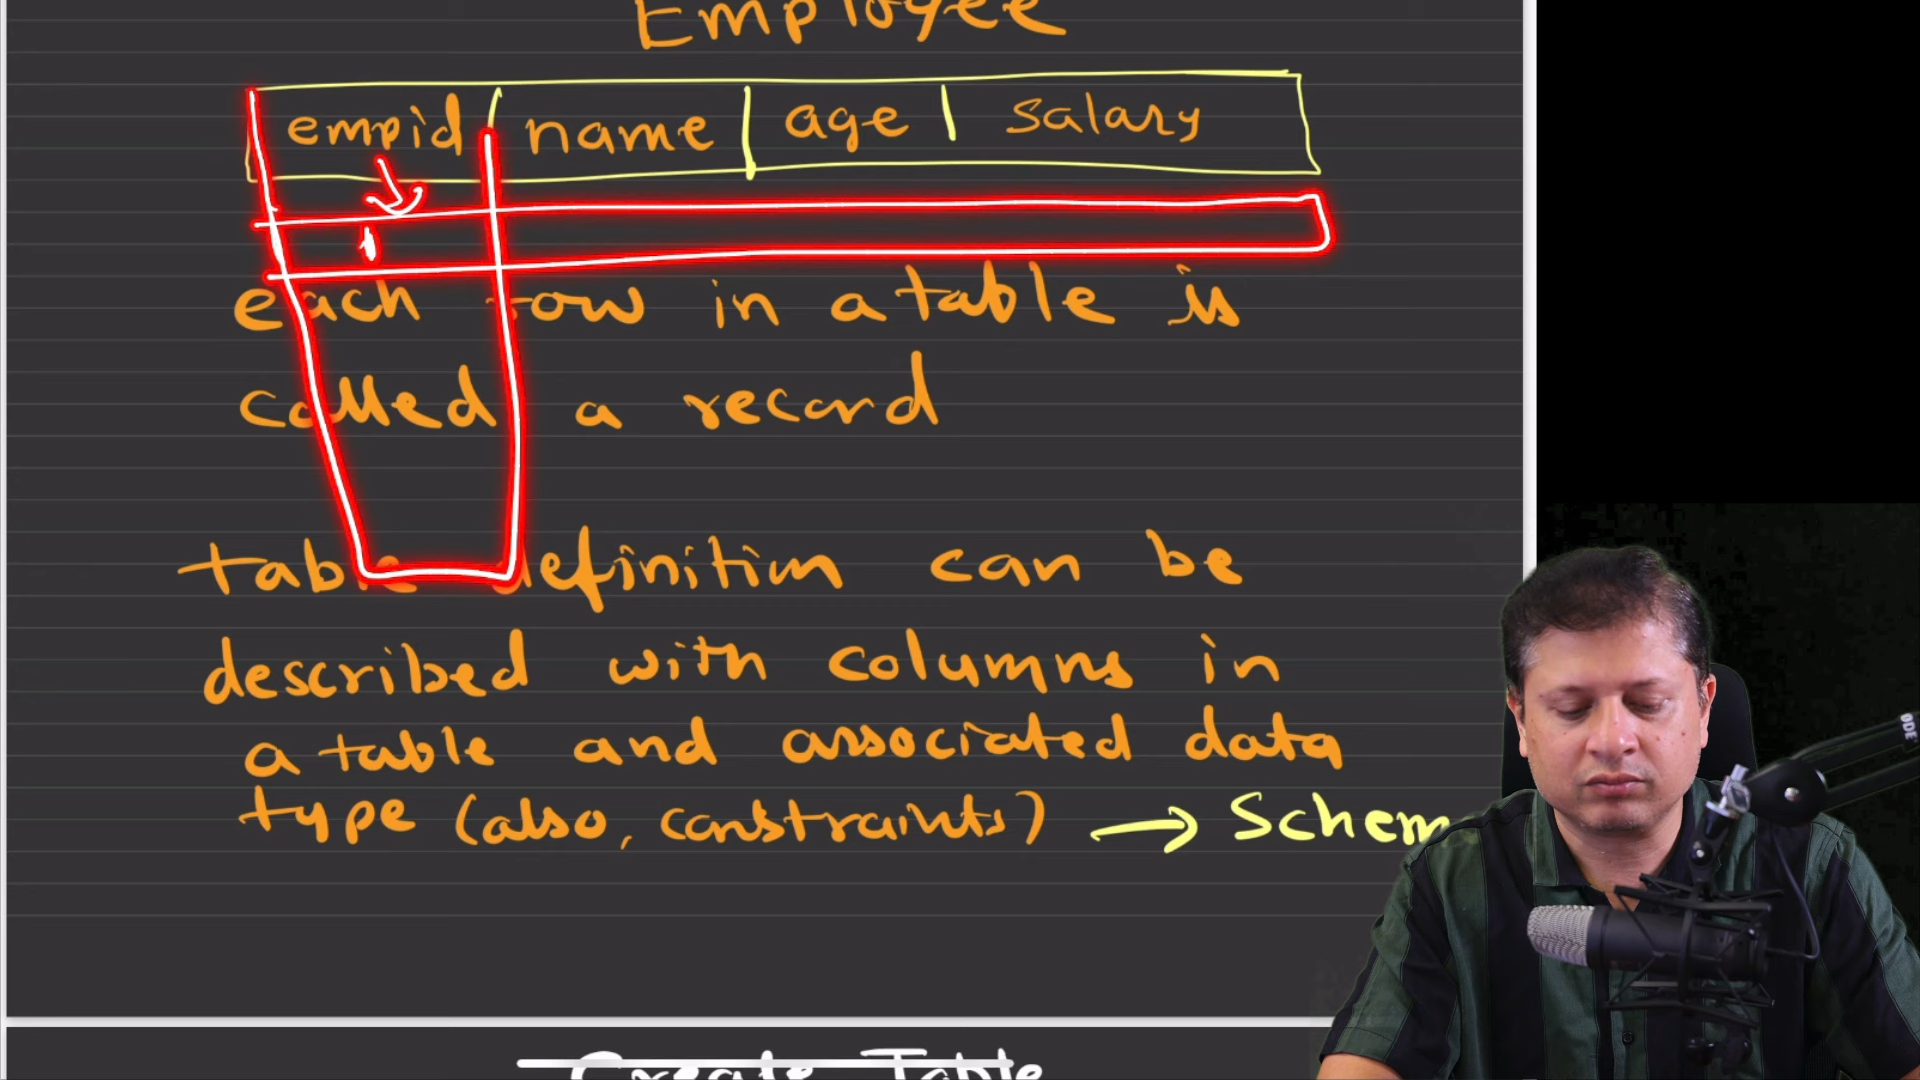 Employee
empid name age salary
1
each row in a table is
called a record
table definition can be
described with columns in
a table and associated data
type (also, constraints) → Schem
Create Table